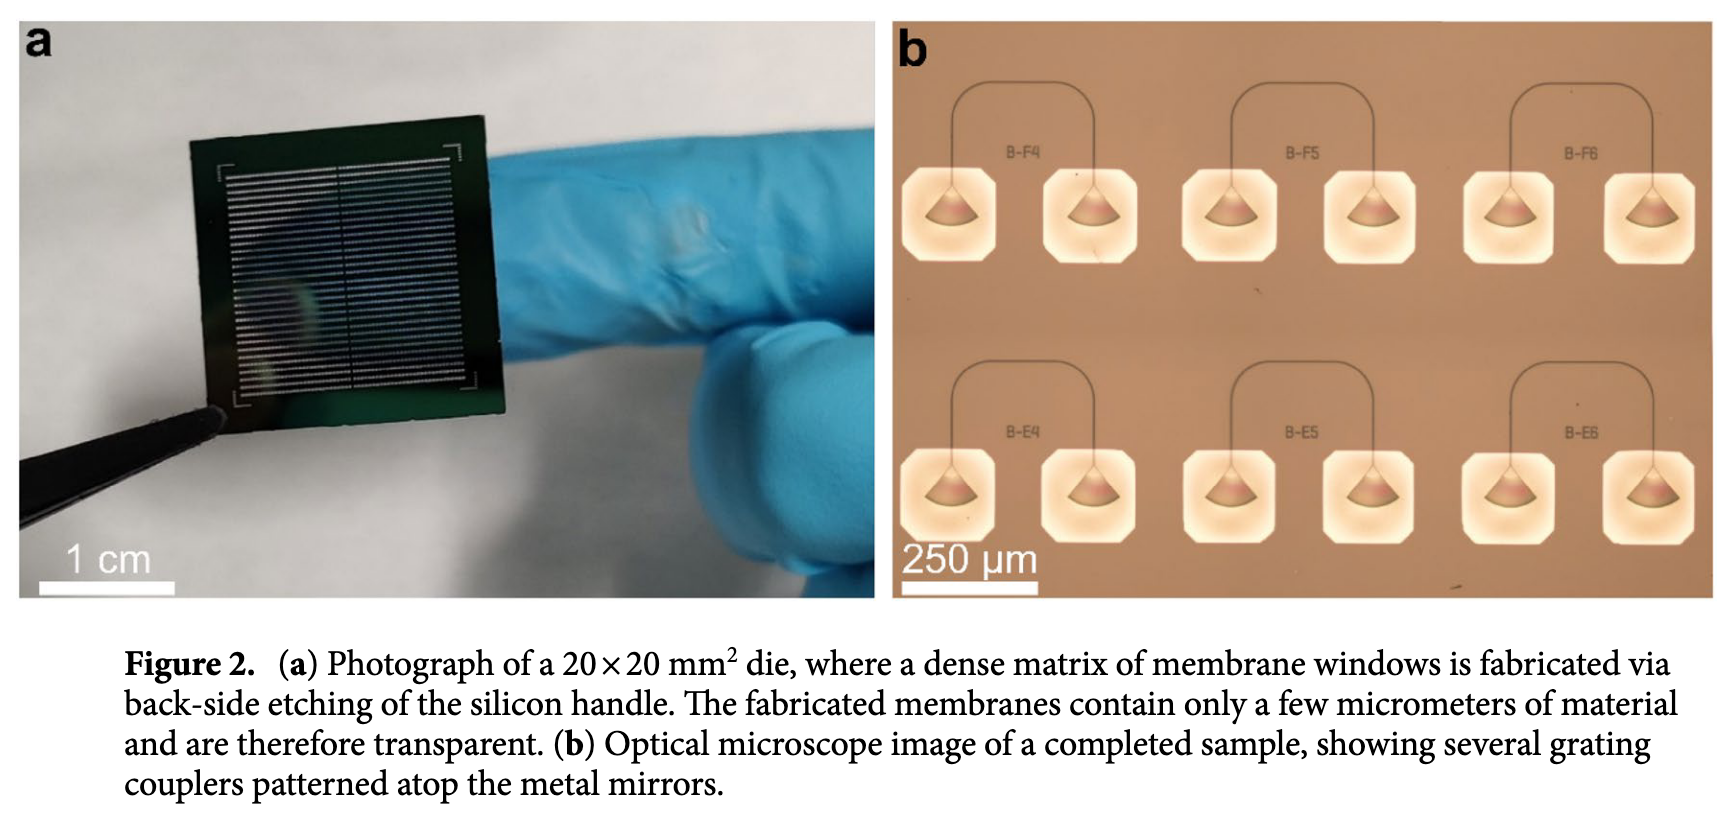 a
b
B-F4
B-F5
B-F6
B-E4
B-E5
B-E6
1 cm
250 μm
Figure 2. (a) Photograph of a 20 × 20 mm² die, where a dense matrix of membrane windows is fabricated via
back-side etching of the silicon handle. The fabricated membranes contain only a few micrometers of material
and are therefore transparent. (b) Optical microscope image of a completed sample, showing several grating
couplers patterned atop the metal mirrors.